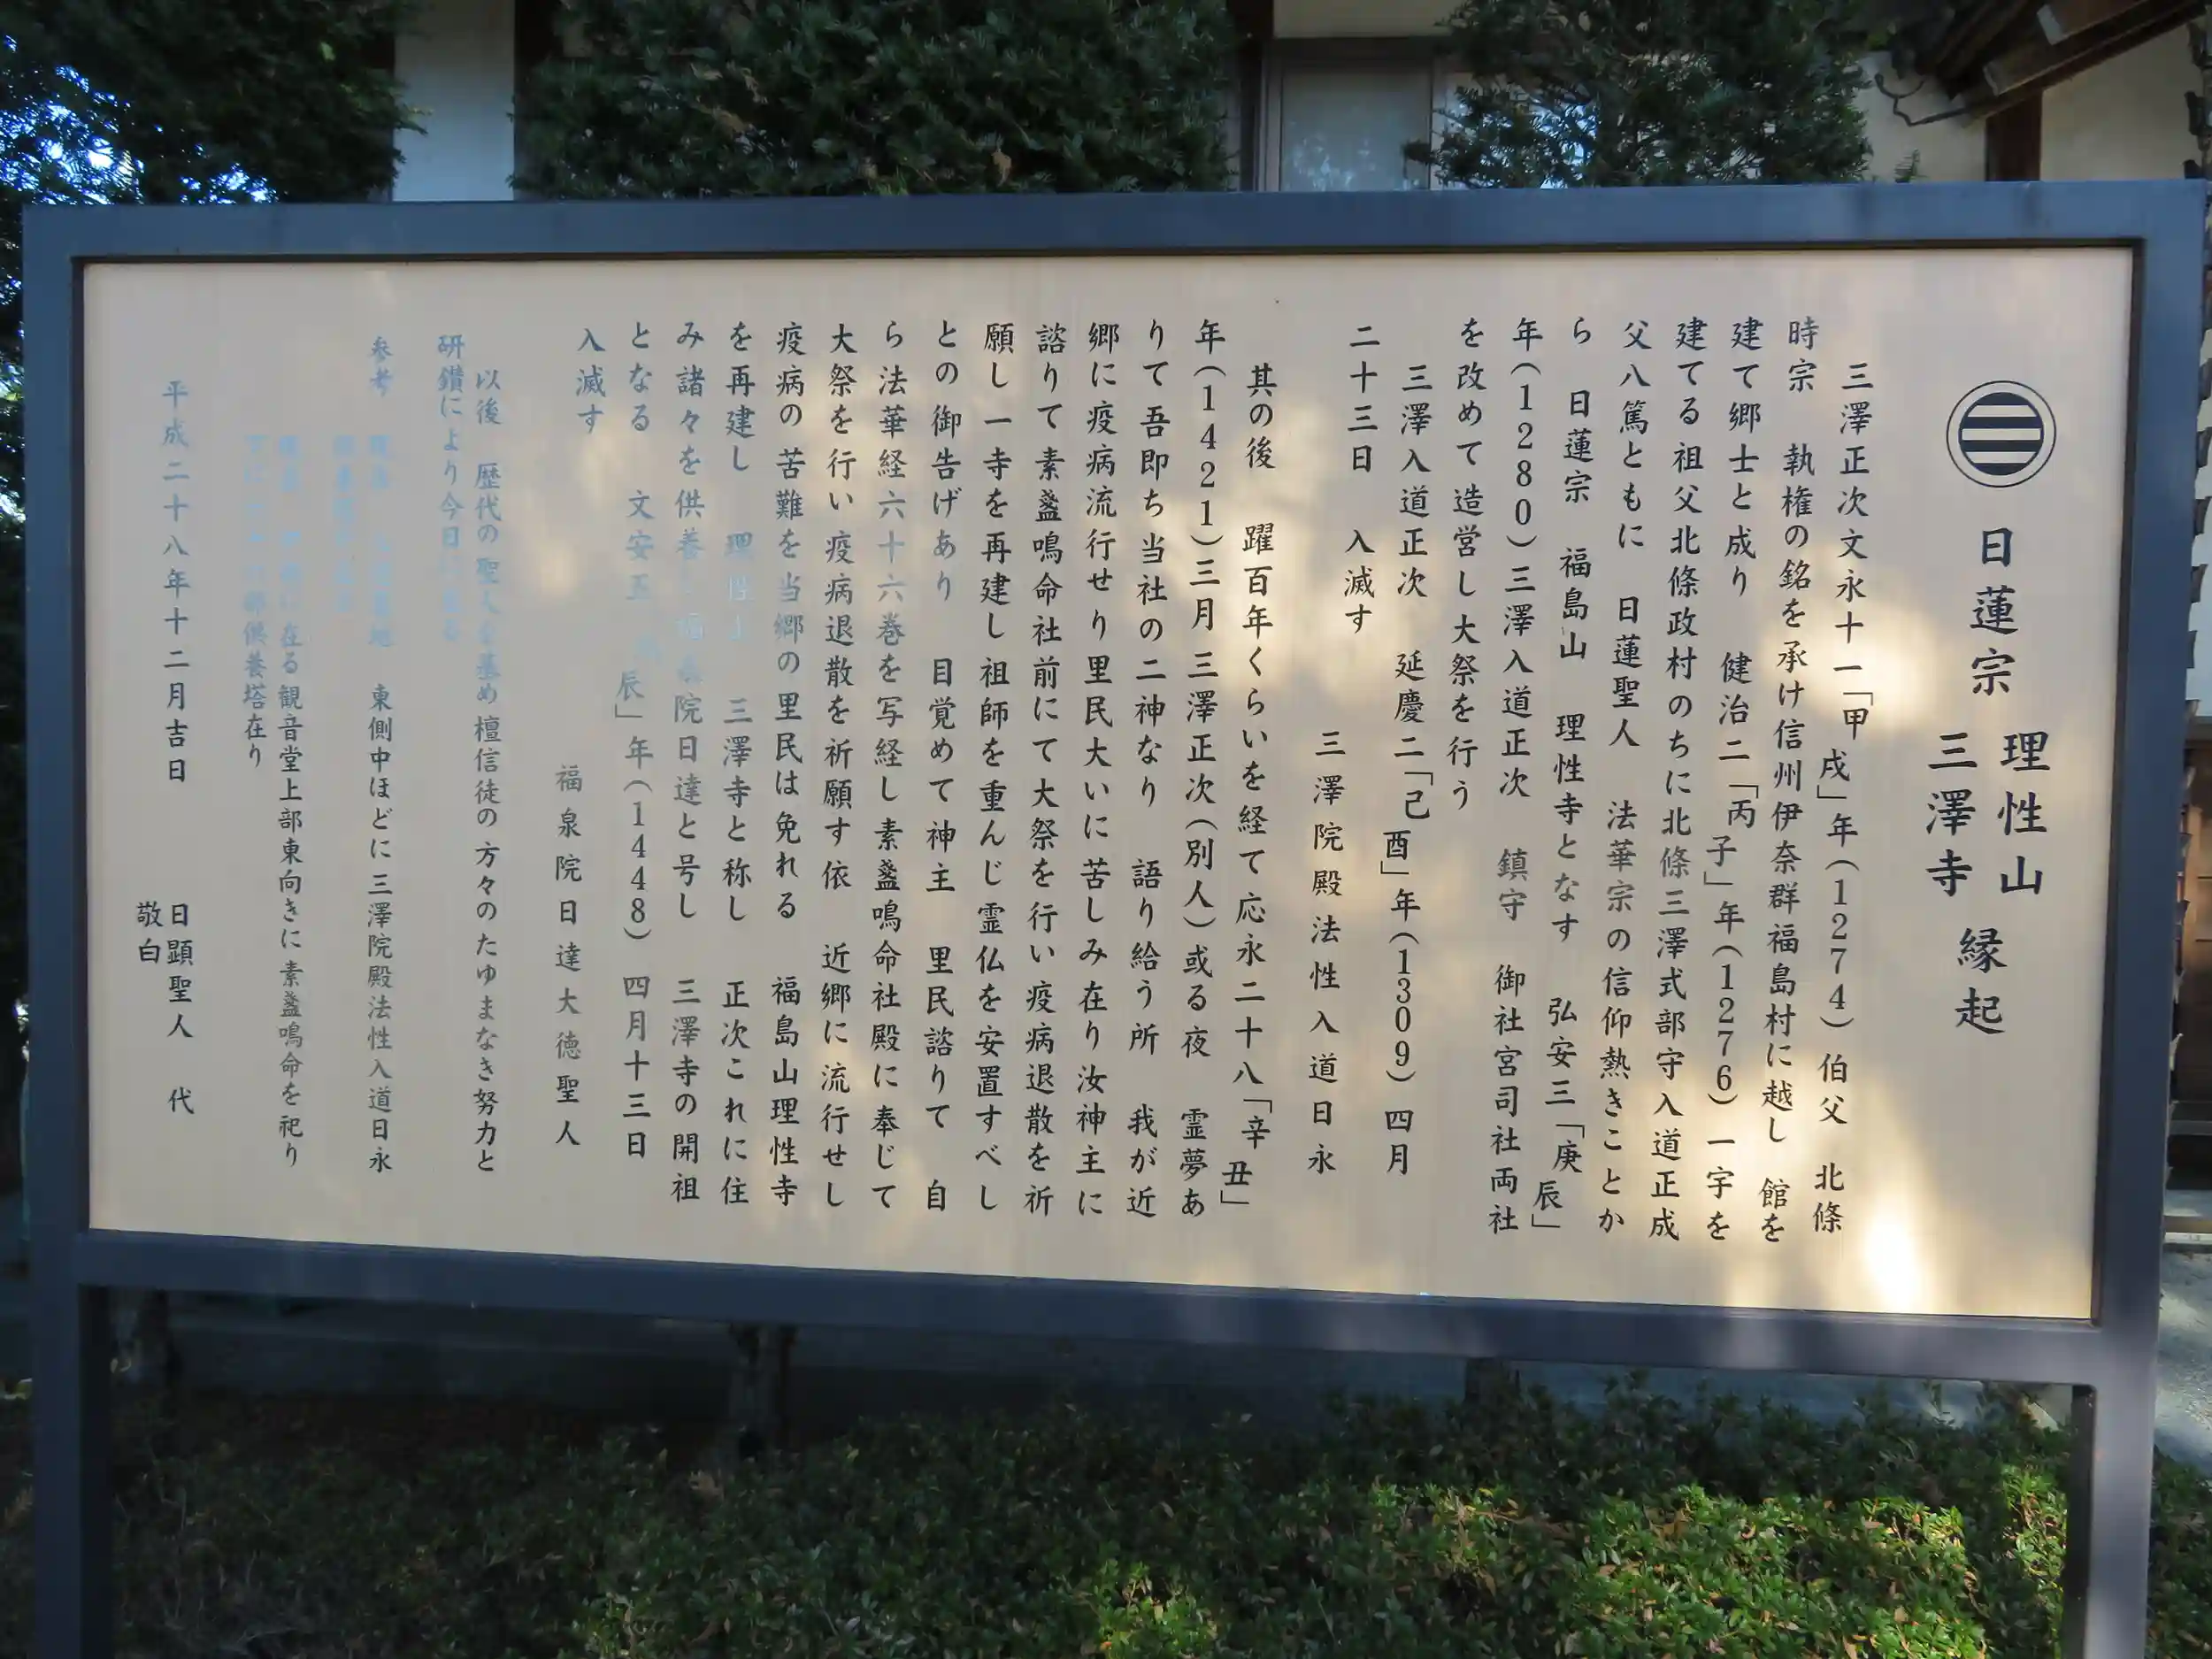 日蓮宗 理性山 三澤寺 縁起
三澤正次文永十一「甲戌」年(1274)伯父 北條
時宗 執権の銘を承け信州伊奈群福島村に越し 館を
建て郷士と成り 健治二「丙子」年(1276)一宇を
建てる祖父北條政村のちに北條三澤式部守入道正成
父八篤ともに 日蓮聖人 法華宗の信仰熱きことか
ら 日蓮宗 福島山 理性寺となす 弘安三「庚辰」
年(1280)三澤入道正次 鎮守 御社宮司社両社
を改めて造営し大祭を行う
三澤入道正次 延慶二「己酉」年(1309)四月
二十三日 入滅す
三澤院殿法性入道日永
其の後 躍百年くらいを経て応永二十八「辛丑」
年(1421)三月三澤正次(別人)或る夜 霊夢あ
りて吾即ち当社の二神なり 語り給う所 我が近
郷に疫病流行せり里民大いに苦しみ在り汝神主に
諮りて素盞鳴命社前にて大祭を行い疫病退散を祈
願し一寺を再建し祖師を重んじ霊仏を安置すべし
との御告げあり 目覚めて神主 里民諮りて 自
ら法華経六十六巻を写経し素盞鳴命社殿に奉じて
大祭を行い疫病退散を祈願す依 近郷に流行せし
疫病の苦難を当郷の里民は免れる 福島山理性寺
を再建し 理性山 三澤寺と称し 正次これに住
み諸々を供養し福泉院日達と号し 三澤寺の開祖
となる 文安五 辰」年(1448)四月十三日
入滅す
福泉院日達大徳聖人
以後 歴代の聖人を基め檀信徒の方々のたゆまなき努力と
研鑽により今日
参考 東側中ほどに三澤院殿法性入道日永
在る観音堂上部東向きに素盞鳴命を祀り
供養塔在り
平成二十八年十二月吉日
日顕聖人 代
敬白